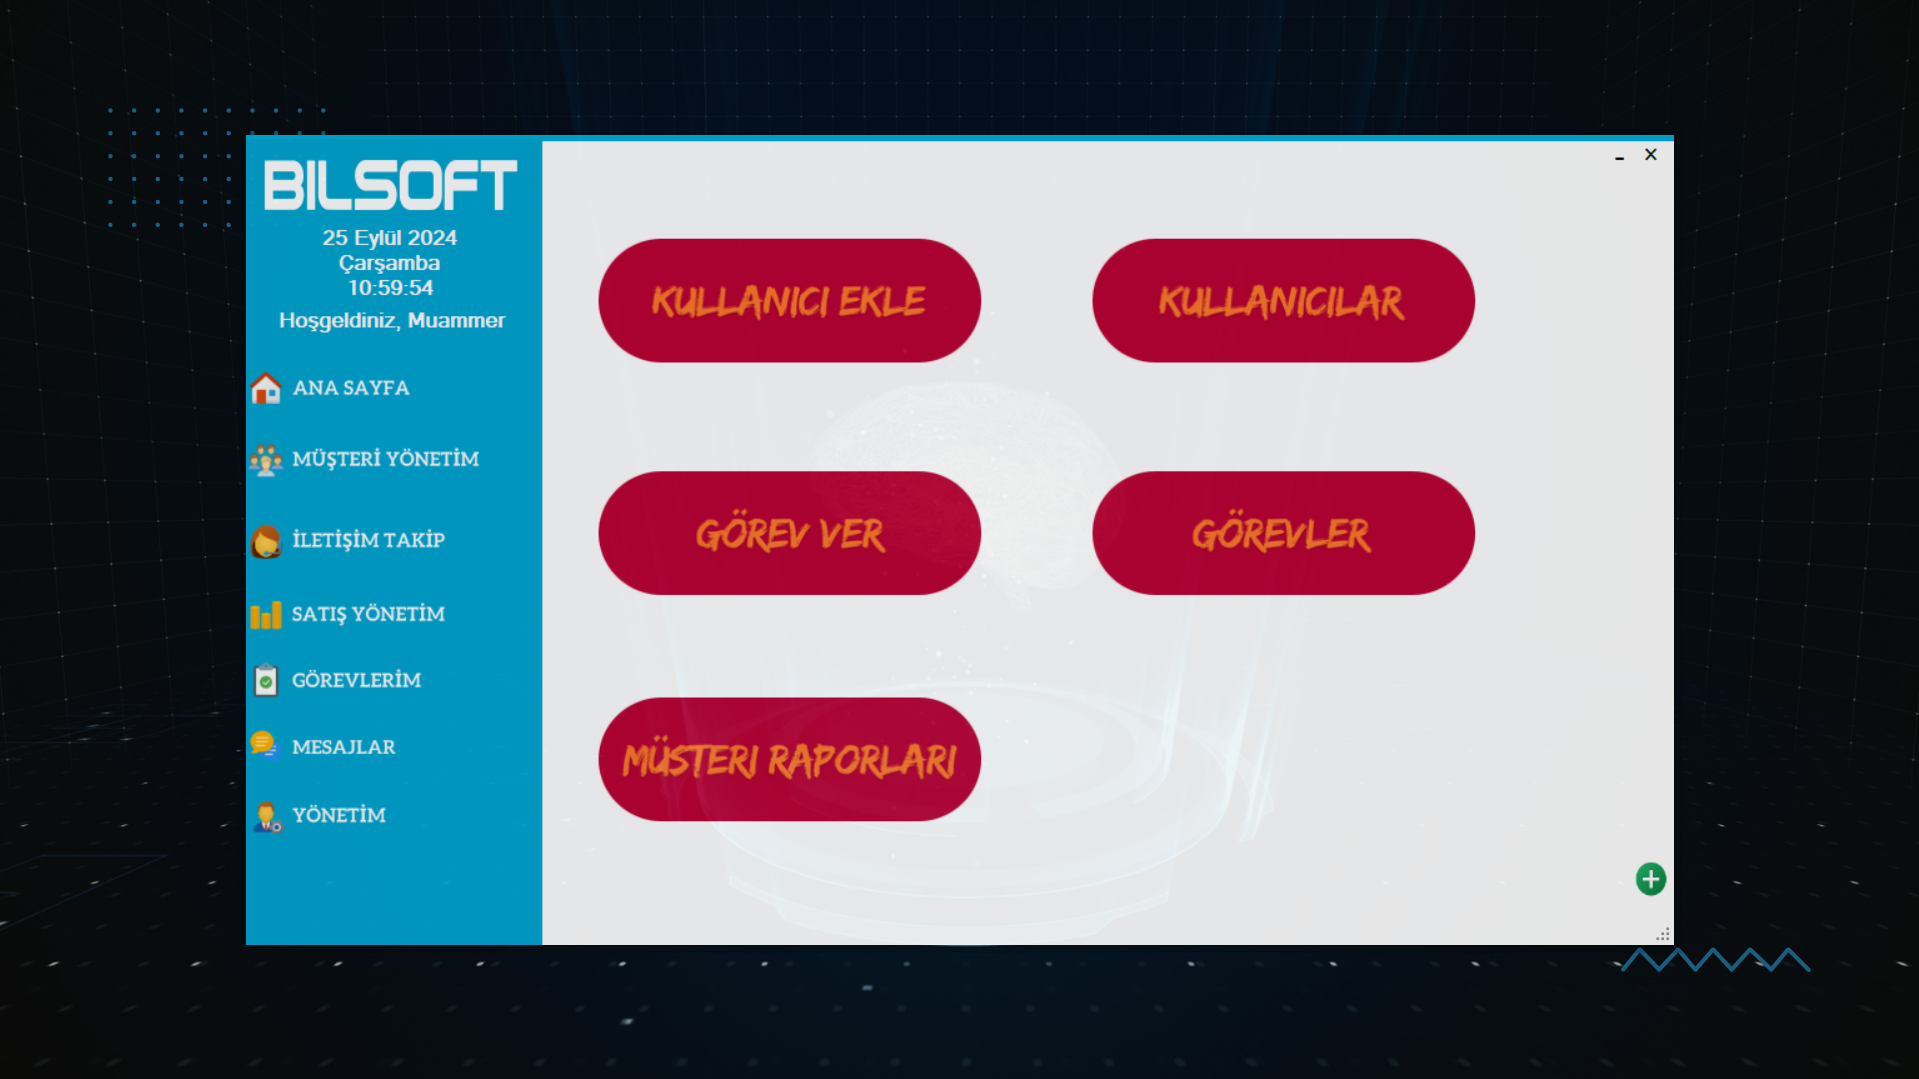 BILSOFT
25 Eylül 2024
Çarşamba
10:59:54
Hoşgeldiniz, Muammer
ANA SAYFA
MÜŞTERİ YÖNETİM
İLETİŞİM TAKİP
SATIŞ YÖNETİM
GÖREVLERİM
MESAJLAR
YÖNETİM
KULLANICI EKLE
KULLANICILAR
GÖREV VER
GÖREVLER
MÜSTERI RAPORLARI